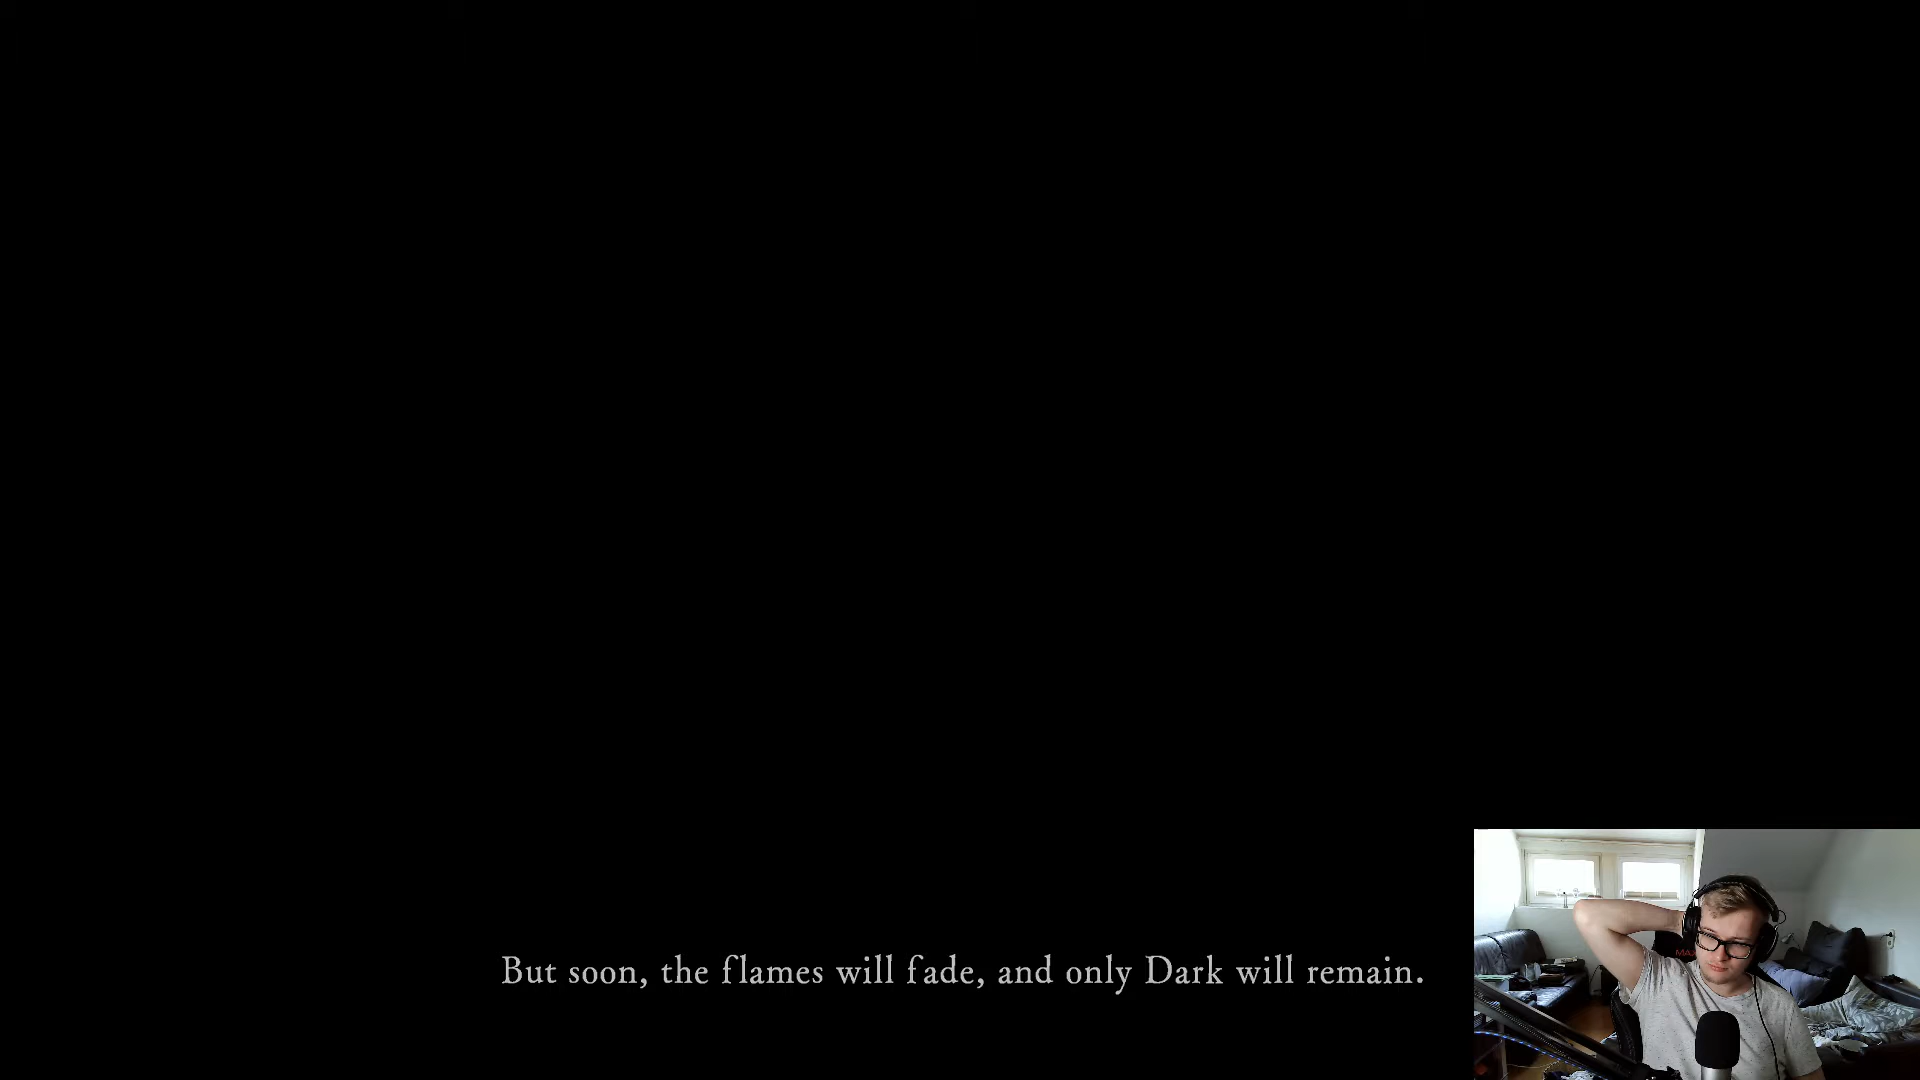 But soon, the flames will fade, and only Dark will remain.